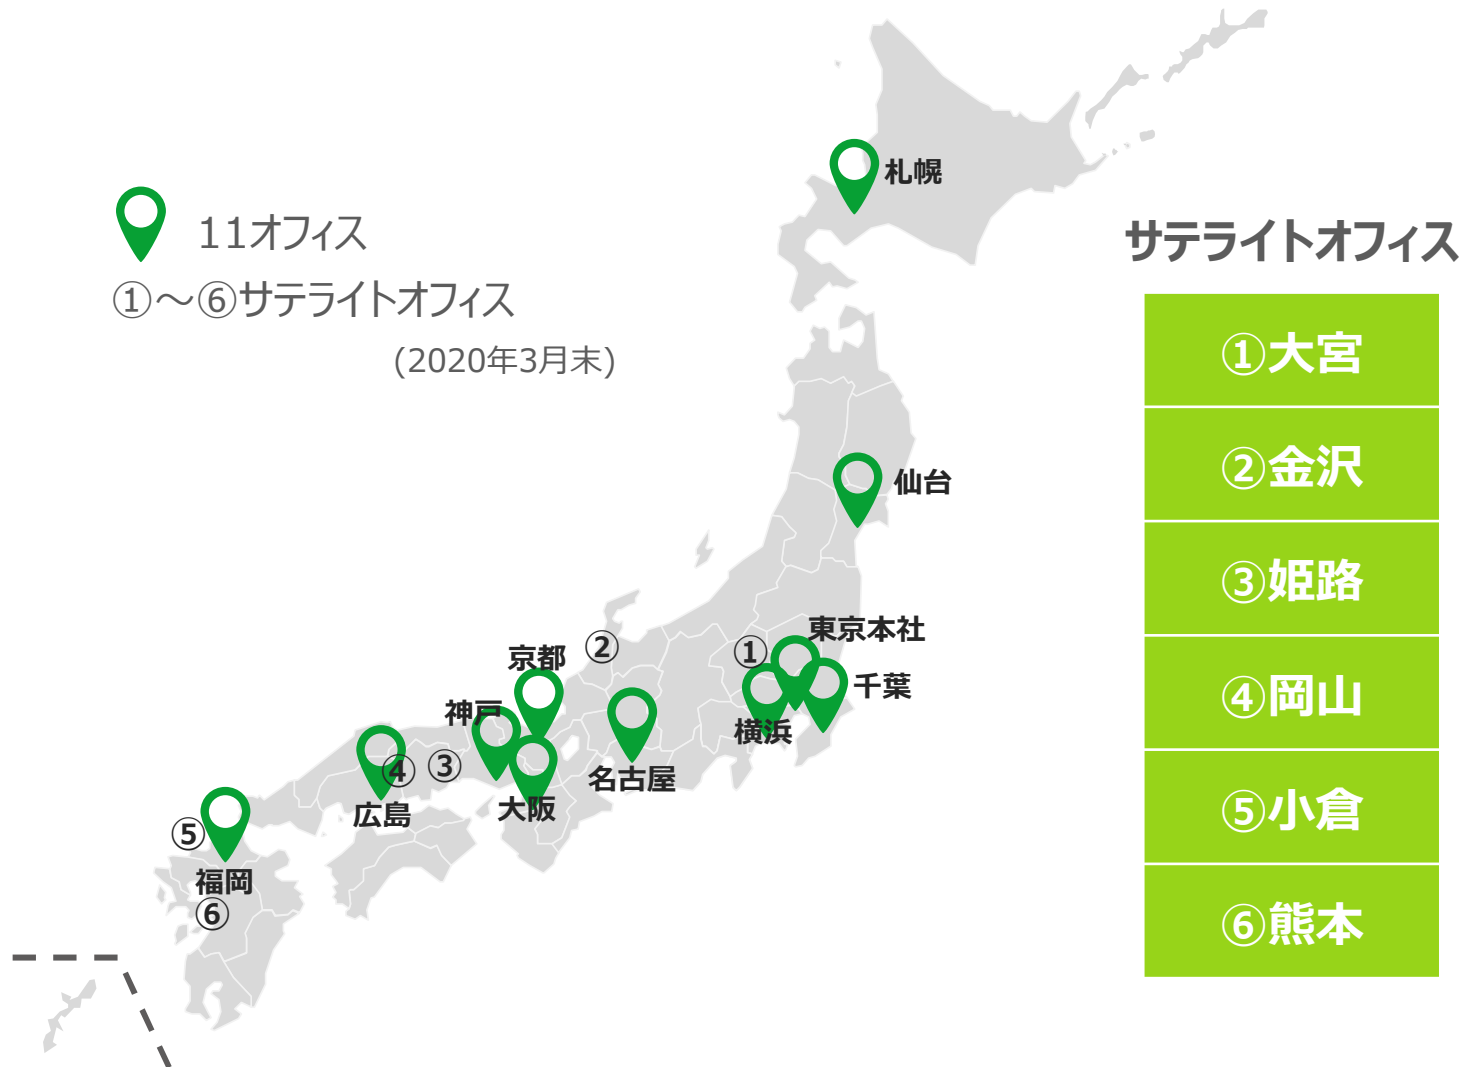 11オフィス
①～⑥サテライトオフィス
(2020年3月末)
札幌
仙台
東京本社
①
千葉
横浜
②
京都
神戸
名古屋
大阪
③
④
広島
⑤
福岡
⑥
サテライトオフィス
①大宮
②金沢
③姫路
④岡山
⑤小倉
⑥熊本